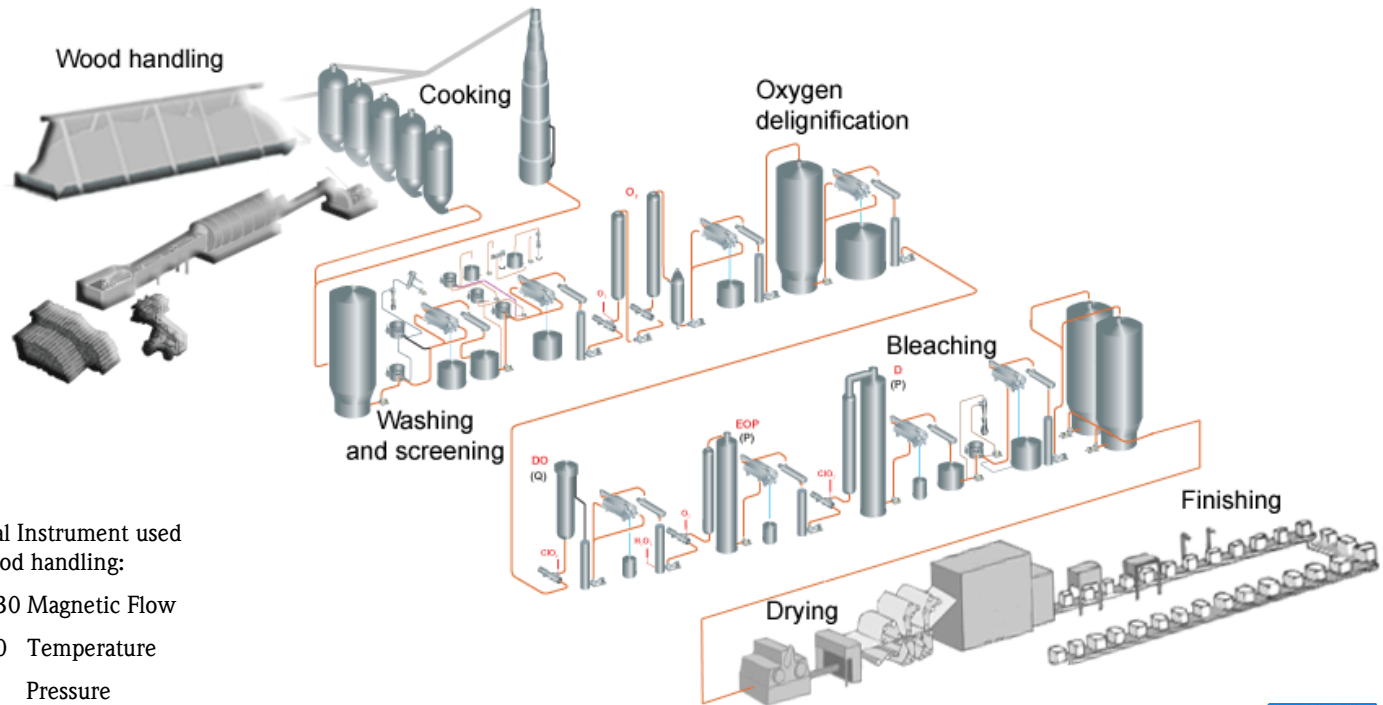 Wood handling
Cooking
Oxygen
delignification
O₂
O₂
Washing
and screening
Bleaching
D
(P)
EOP
(P)
DO
(Q)
ClO₂
O₂
H₂O₂
ClO₂
Finishing
Drying
al Instrument used
od handling:
30 Magnetic Flow
0 Temperature
Pressure